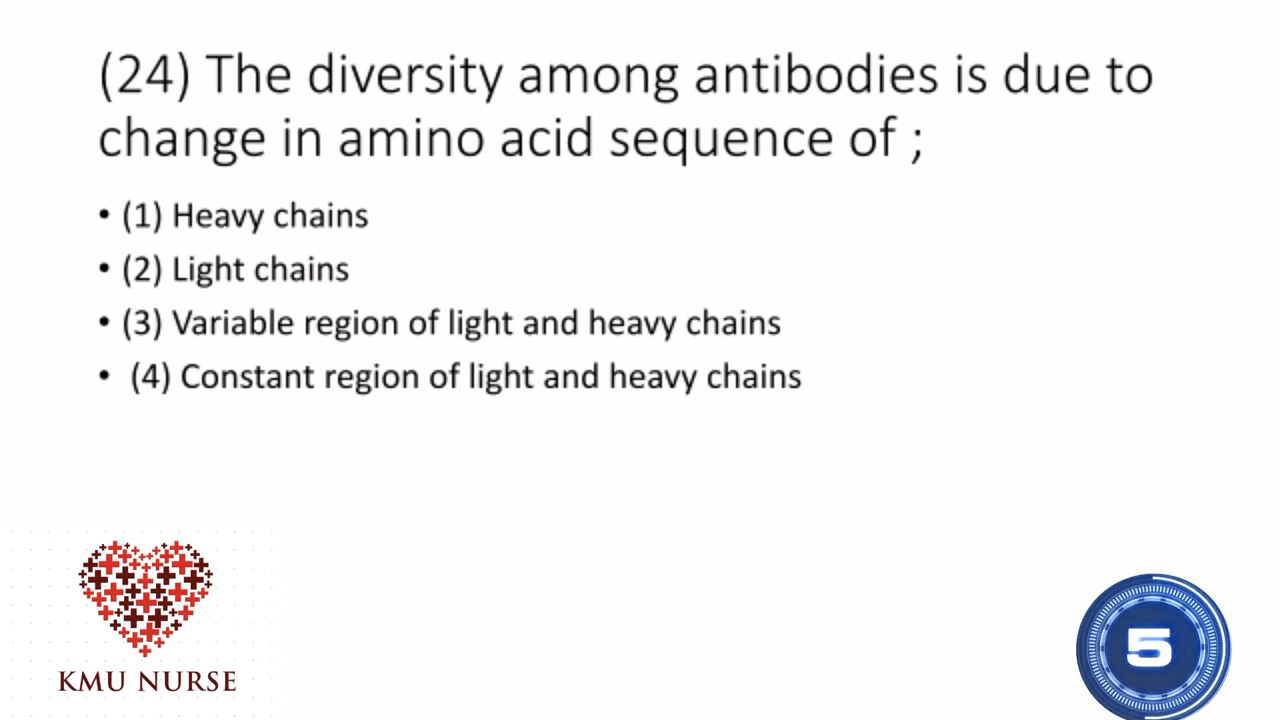 (24) The diversity among antibodies is due to
change in amino acid sequence of ;
• (1) Heavy chains
• (2) Light chains
• (3) Variable region of light and heavy chains
• (4) Constant region of light and heavy chains
KMU NURSE
5